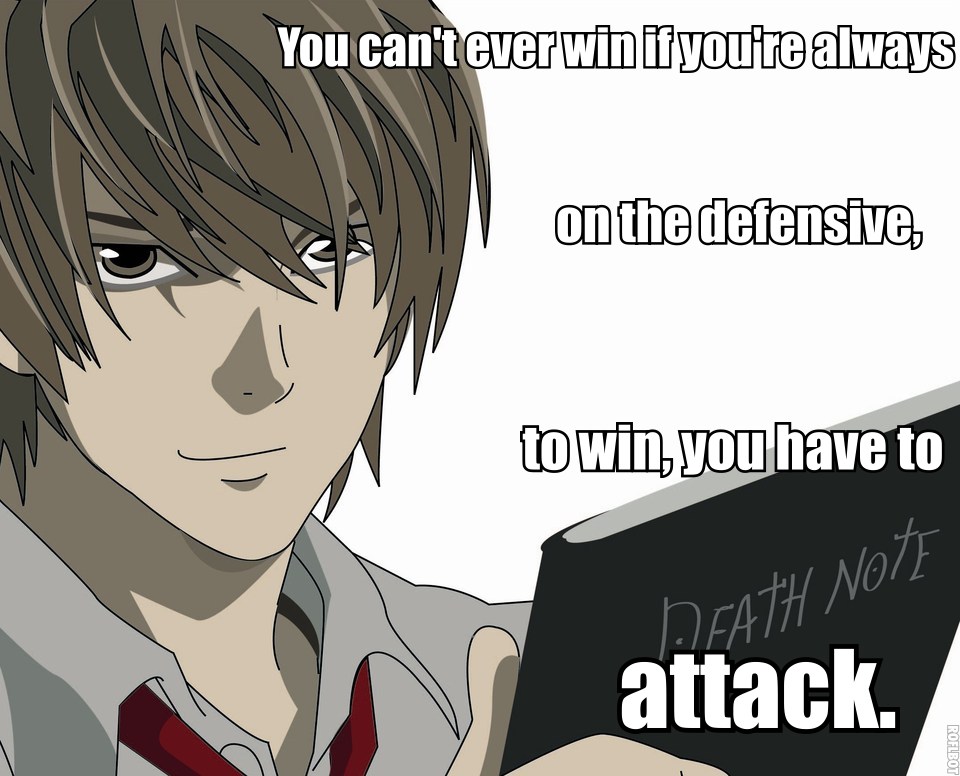 You can't ever win if you're always
on the defensive,
to win, you have to
DEATH NOTE
attack.
ROFLBOT